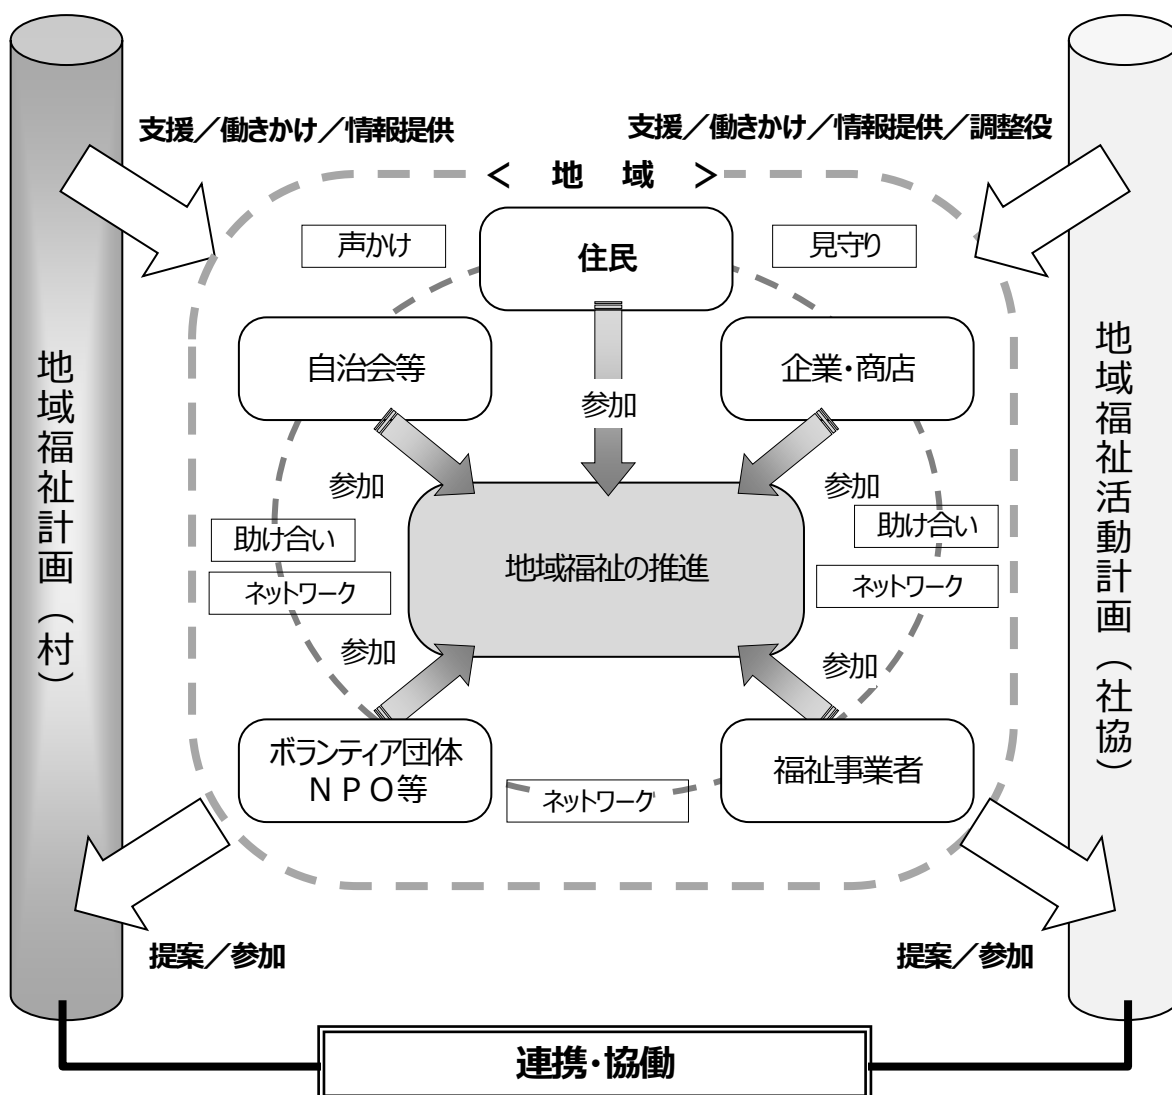 支援／働きかけ／情報提供
支援／働きかけ／情報提供／調整役
＜　地　域　＞
声かけ
見守り
住民
自治会等
企業・商店
参加
参加
参加
助け合い
助け合い
ネットワーク
ネットワーク
地域福祉の推進
参加
参加
ボランティア団体
ＮＰＯ等
福祉事業者
ネットワーク
提案／参加
提案／参加
地域福祉計画（村）
地域福祉活動計画（社協）
連携・協働